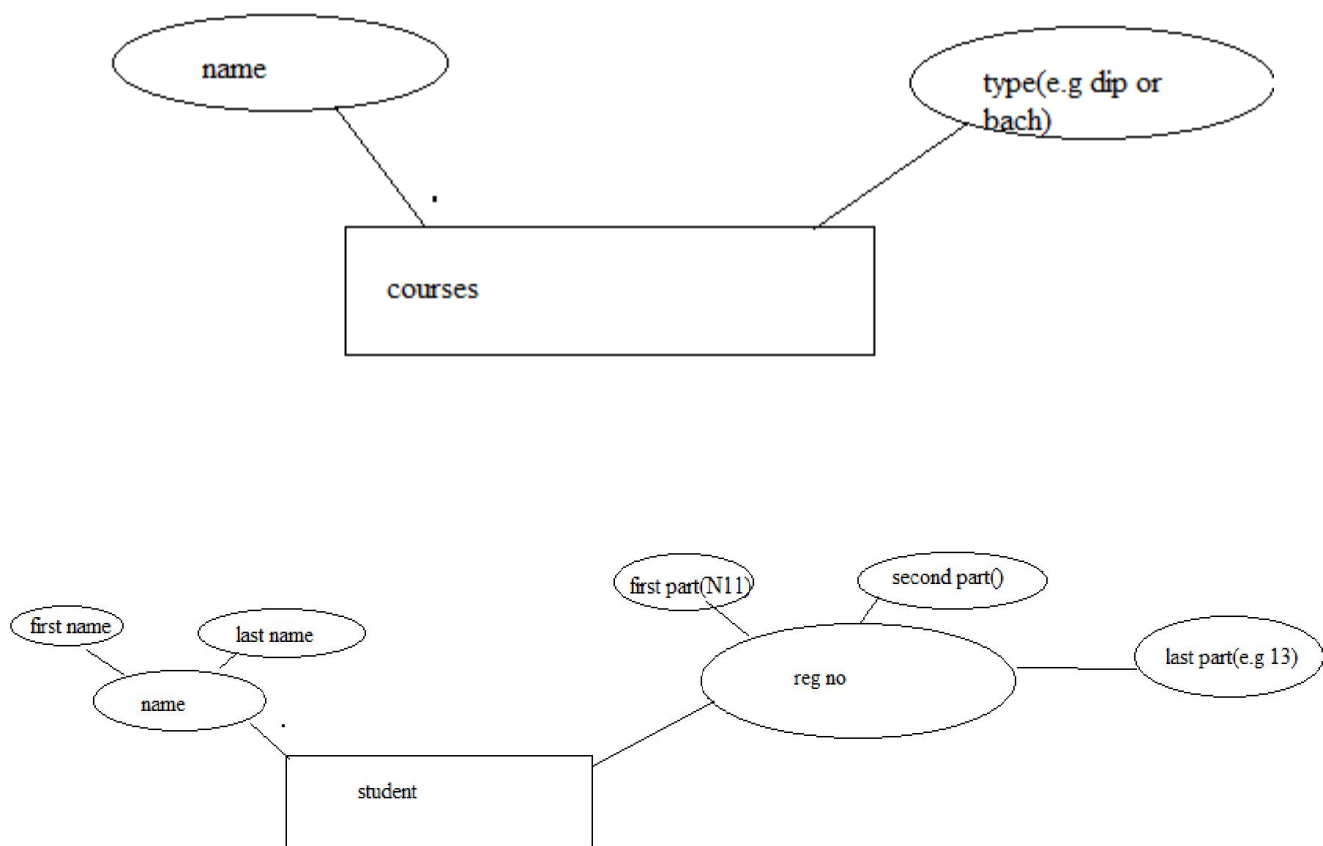 name
type(e.g dip or
bach)
courses
first part(N11)
second part()
first name
last name
last part(e.g 13)
reg no
name
student